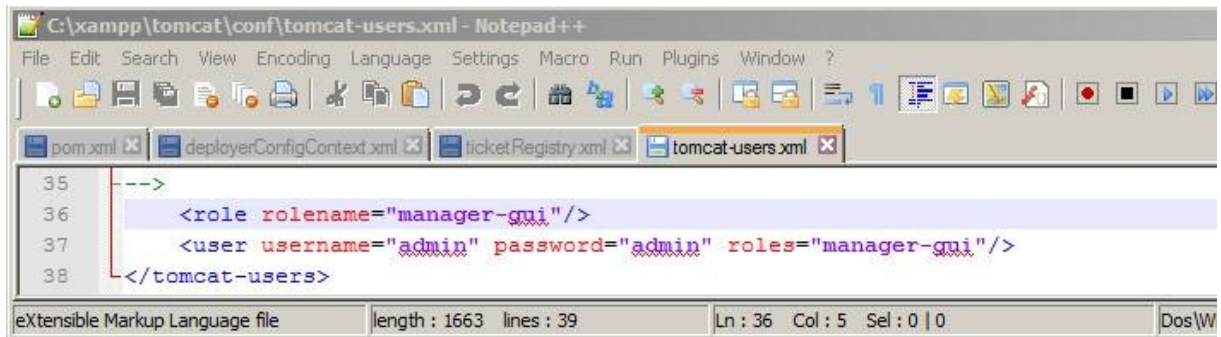 C:\xampp\tomcat\conf\tomcat-users.xml - Notepad++
File Edit Search View Encoding Language Settings Macro Run Plugins Window ?
pom.xml deployerConfigContext.xml ticketRegistry.xml tomcat-users.xml
35 -->
36 <role rolename="manager-gui"/>
37 <user username="admin" password="admin" roles="manager-gui"/>
38 </tomcat-users>
eXtensible Markup Language file length : 1663 lines : 39 Ln : 36 Col : 5 Sel : 0 | 0 Dos\W